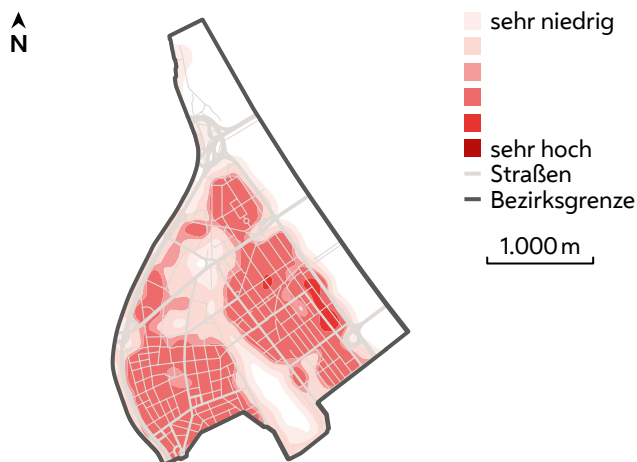 N
sehr niedrig
sehr hoch
Straßen
Bezirksgrenze
1.000 m